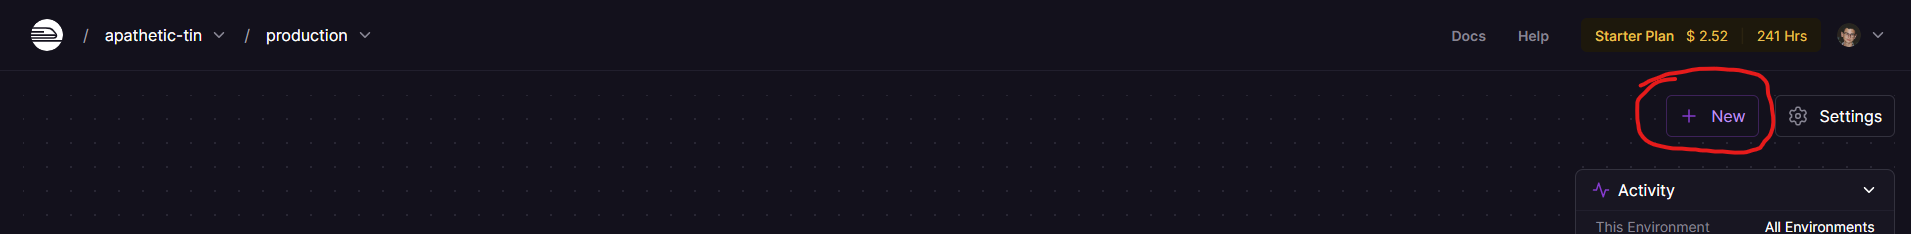 / apathetic-tin / production Docs Help Starter Plan $ 2.52 241 Hrs
+ New Settings
Activity
This Environment All Environments